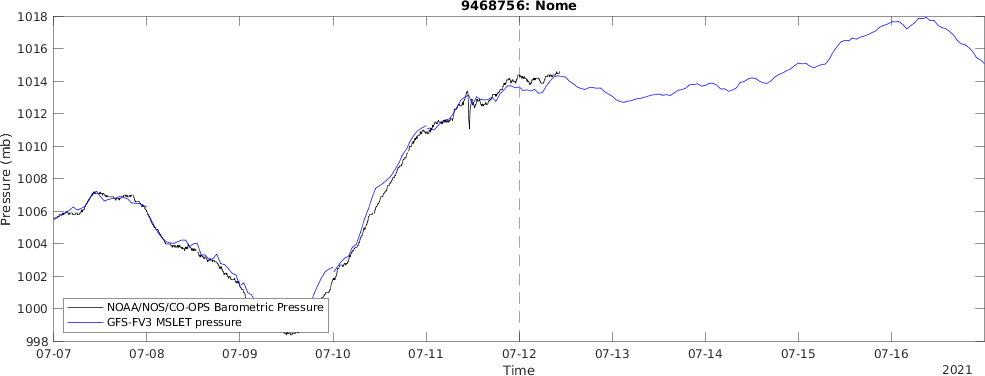 9468756: Nome
1018
1016
1014
1012
1010
1008
1006
1004
1002
1000
998
Pressure (mb)
NOAA/NOS/CO-OPS Barometric Pressure
GFS-FV3 MSLET pressure
07-07 07-08 07-09 07-10 07-11 07-12 07-13 07-14 07-15 07-16
Time
2021